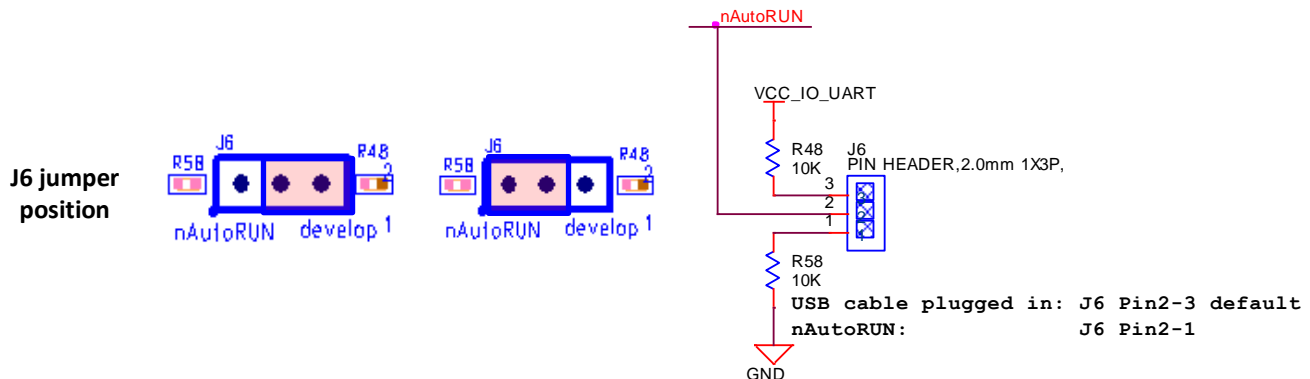 J6 jumper
position
J6
R58
R48
2
nAutoRUN
develop
1
J6
R58
R48
2
nAutoRUN
develop
1
nAutoRUN
VCC_IO_UART
R48
10K
J6
PIN HEADER,2.0mm 1X3P,
3
2
1
R58
10K
USB cable plugged in: J6 Pin2-3 default
nAutoRUN: J6 Pin2-1
GND